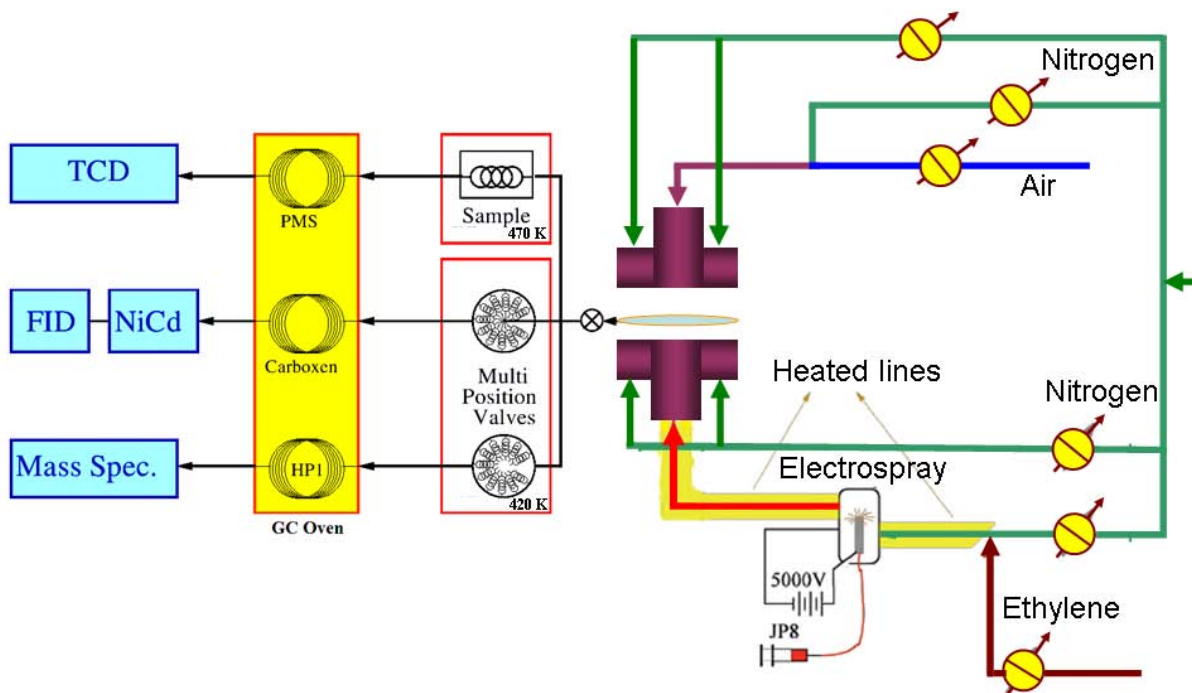 Nitrogen
Air
TCD
PMS
Sample
470 K
FID
NiCd
Carboxen
Multi
Position
Valves
Heated lines
Nitrogen
Mass Spec.
HP1
420 K
GC Oven
Electrospray
5000V
JP8
Ethylene